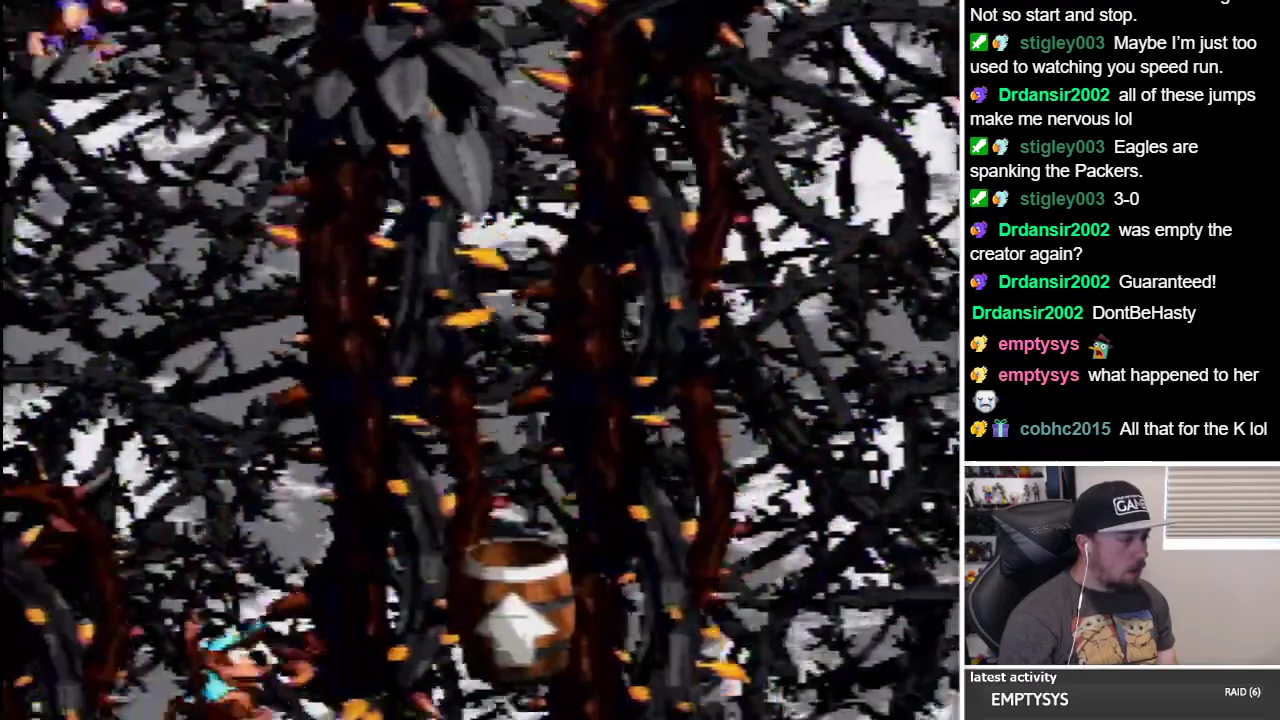 Not so start and stop.
stigley003 Maybe I'm just too
used to watching you speed run.
Drdansir2002 all of these jumps
make me nervous lol
stigley003 Eagles are
spanking the Packers.
stigley003 3-0
Drdansir2002 was empty the
creator again?
Drdansir2002 Guaranteed!
Drdansir2002 DontBeHasty
emptysys
emptysys what happened to her
cobhc2015 All that for the K lol
GAME
latest activity
EMPTYSYS
RAID (6)